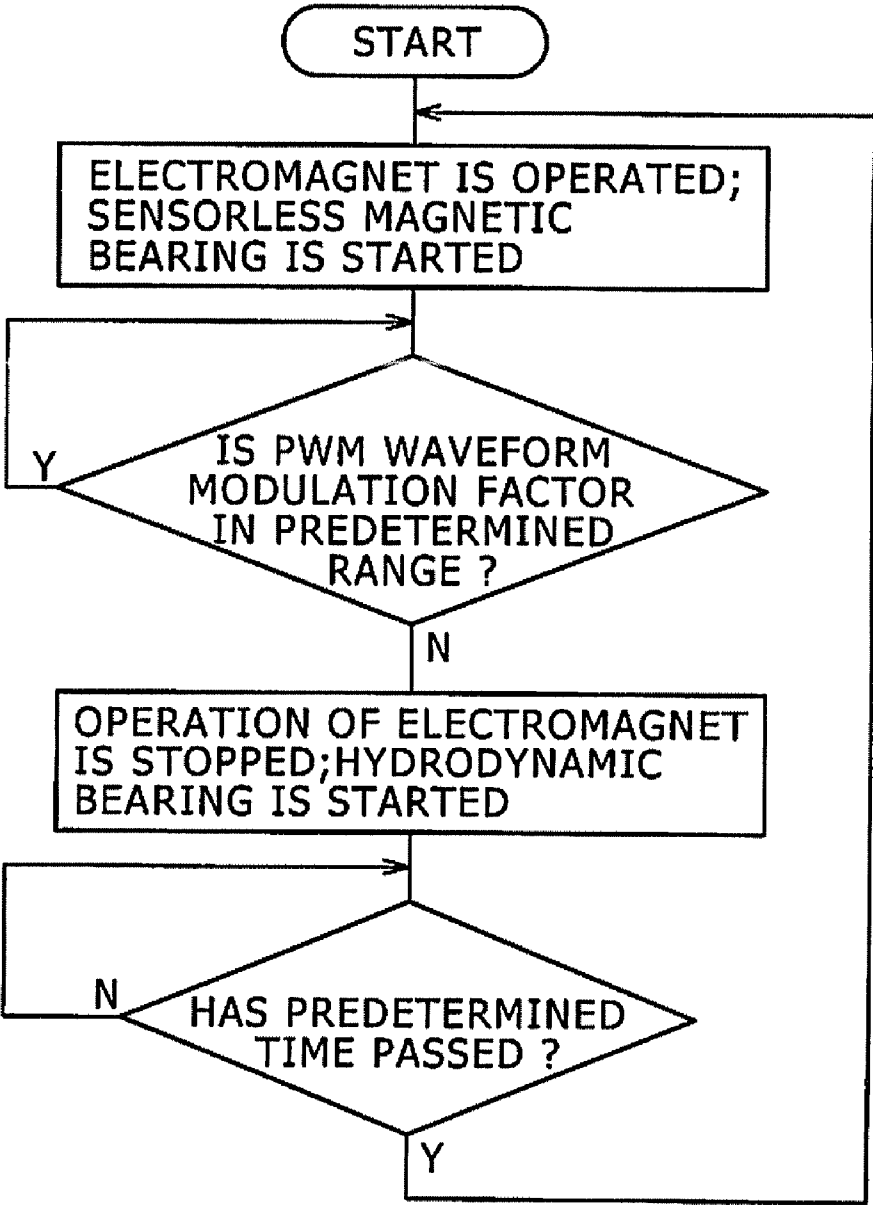 START
ELECTROMAGNET IS OPERATED;
SENSORLESS MAGNETIC
BEARING IS STARTED
IS PWM WAVEFORM
MODULATION FACTOR
IN PREDETERMINED
RANGE ?
Y
N
OPERATION OF ELECTROMAGNET
IS STOPPED;HYDRODYNAMIC
BEARING IS STARTED
N
HAS PREDETERMINED
TIME PASSED ?
Y